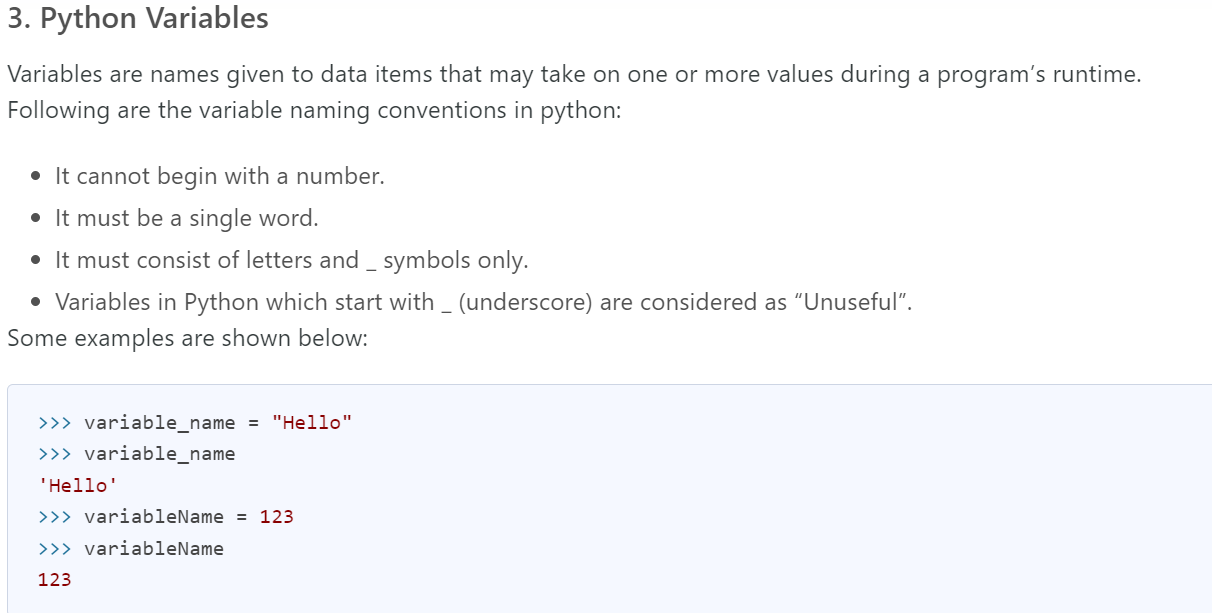 3. Python Variables
Variables are names given to data items that may take on one or more values during a program’s runtime.
Following are the variable naming conventions in python:
• It cannot begin with a number.
• It must be a single word.
• It must consist of letters and _ symbols only.
• Variables in Python which start with _ (underscore) are considered as “Unuseful”.
Some examples are shown below:
>>> variable_name = "Hello"
>>> variable_name
'Hello'
>>> variableName = 123
>>> variableName
123